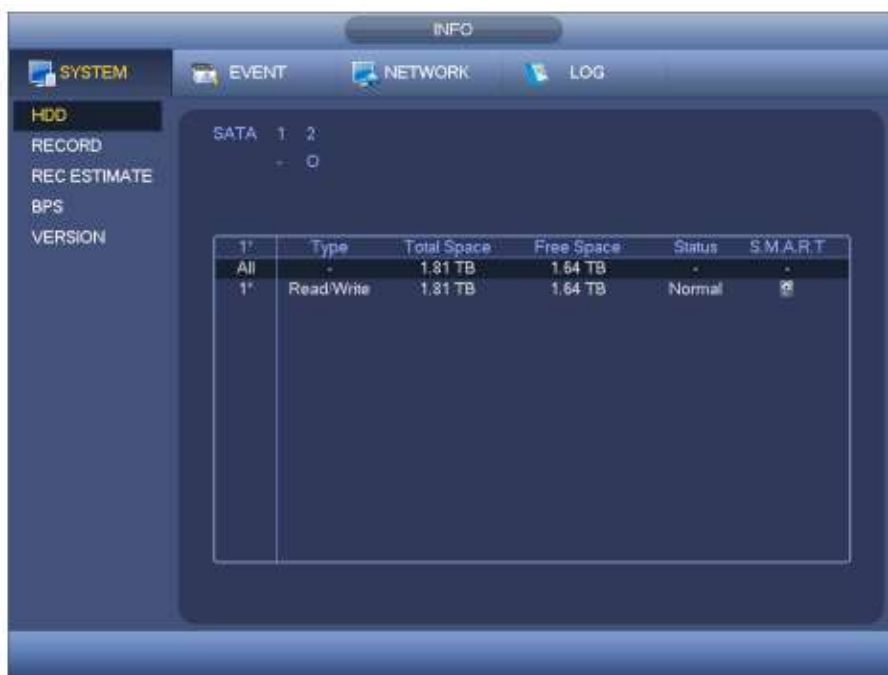 INFO
SYSTEM EVENT NETWORK LOG
HDD
RECORD
REC ESTIMATE
BPS
VERSION
SATA 1 2
- O
1* Type Total Space Free Space Status S.M.A.R.T
All - 1.81 TB 1.64 TB - -
1* Read/Write 1.81 TB 1.64 TB Normal